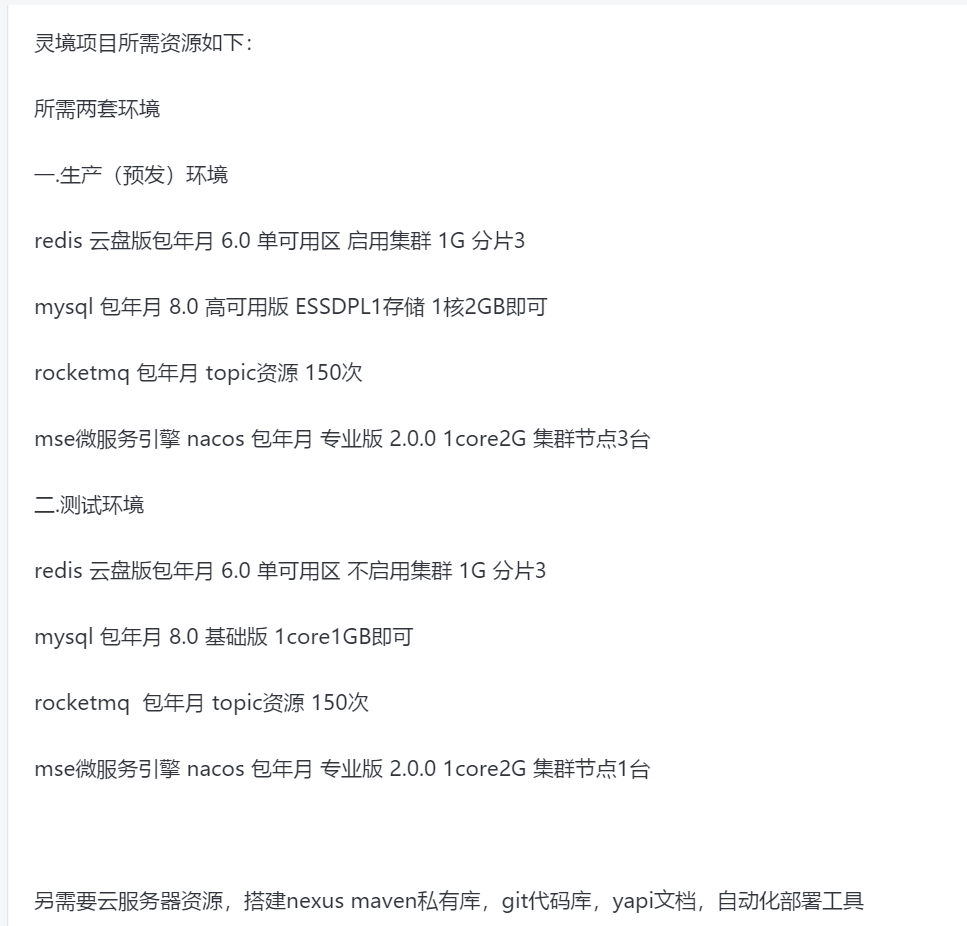 灵境项目所需资源如下：
所需两套环境
一.生产（预发）环境
redis 云盘版包年月 6.0 单可用区 启用集群 1G 分片3
mysql 包年月 8.0 高可用版 ESSDPL1存储 1核2GB即可
rocketmq 包年月 topic资源 150次
mse微服务引擎 nacos 包年月 专业版 2.0.0 1core2G 集群节点3台
二.测试环境
redis 云盘版包年月 6.0 单可用区 不启用集群 1G 分片3
mysql 包年月 8.0 基础版 1core1GB即可
rocketmq  包年月 topic资源 150次
mse微服务引擎 nacos 包年月 专业版 2.0.0 1core2G 集群节点1台
另需要云服务器资源，搭建nexus maven私有库，git代码库，yapi文档，自动化部署工具